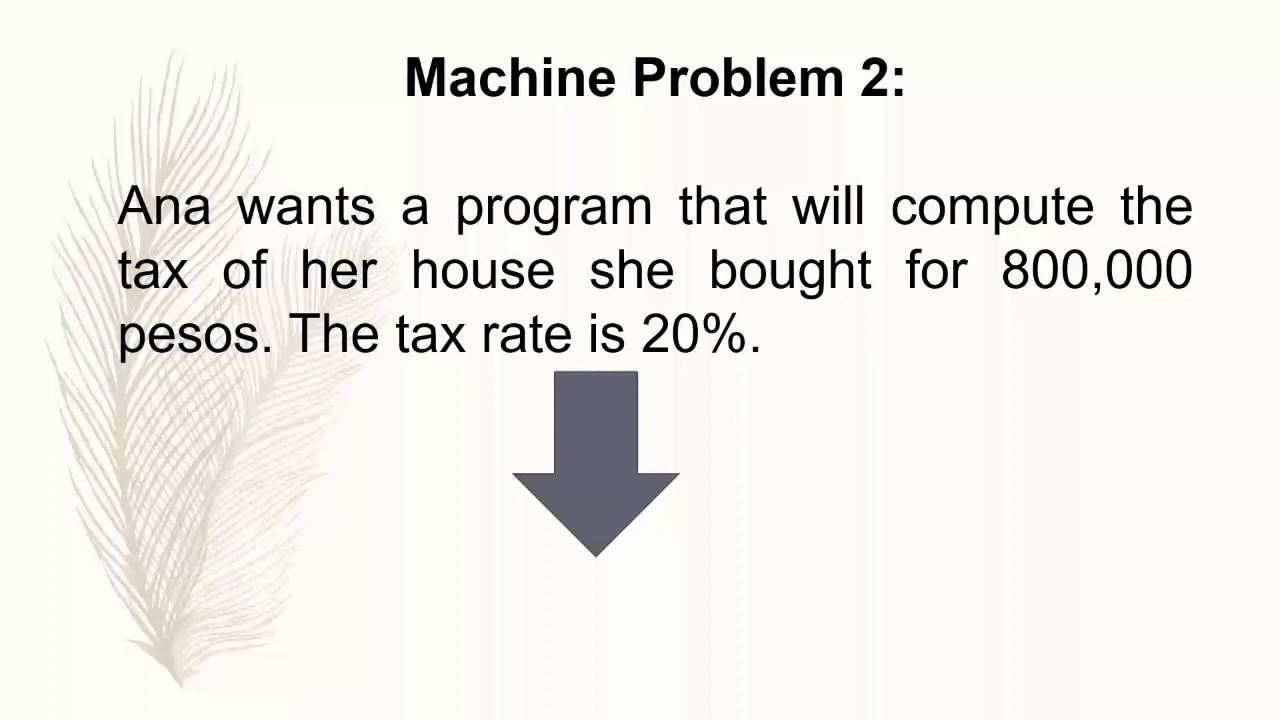 Machine Problem 2:
Ana wants a program that will compute the
tax of her house she bought for 800,000
pesos. The tax rate is 20%.